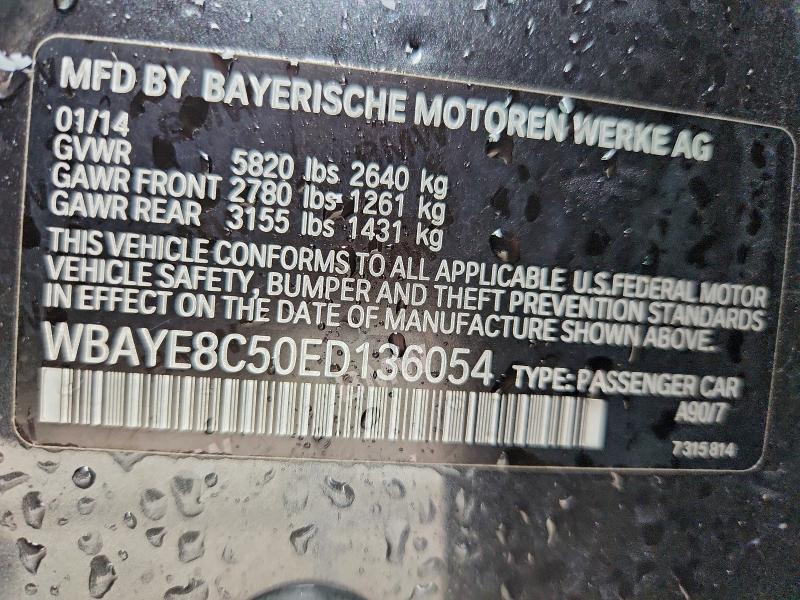 MFD BY BAYERISCHE MOTOREN WERKE AG
01/14
GVWR 5820 lbs 2640 kg
GAWR FRONT 2780 lbs 1261 kg
GAWR REAR 3155 lbs 1431 kg
THIS VEHICLE CONFORMS TO ALL APPLICABLE U.S.FEDERAL MOTOR
VEHICLE SAFETY, BUMPER AND THEFT PREVENTION STANDARDS
IN EFFECT ON THE DATE OF MANUFACTURE SHOWN ABOVE.
WBAYE8C50ED136054 TYPE: PASSENGER CAR
A90/7
7315814